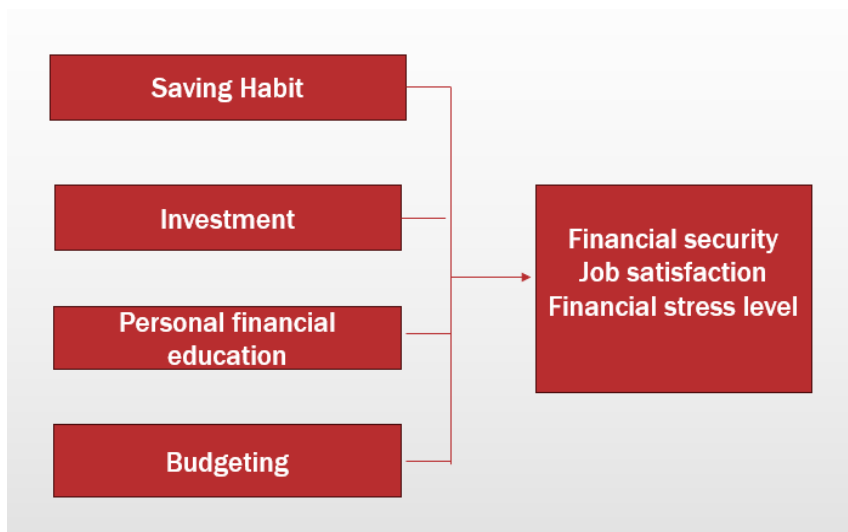 Saving Habit
Investment
Personal financial
education
Budgeting
Financial security
Job satisfaction
Financial stress level